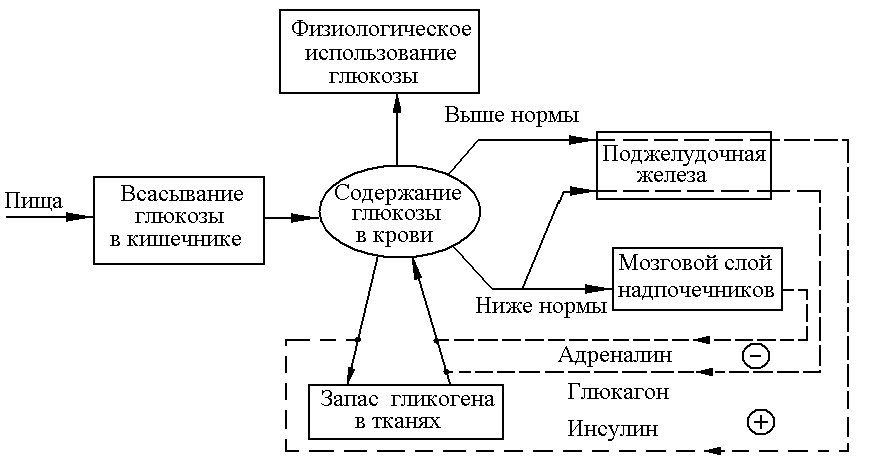 Физиологическое
использование
глюкозы
Выше нормы
Поджелудочная
железа
Пища
Всасывание
глюкозы
в кишечнике
Содержание
глюкозы
в крови
Мозговой слой
надпочечников
Ниже нормы
Адреналин −
Глюкагон
Инсулин +
Запас гликогена
в тканях